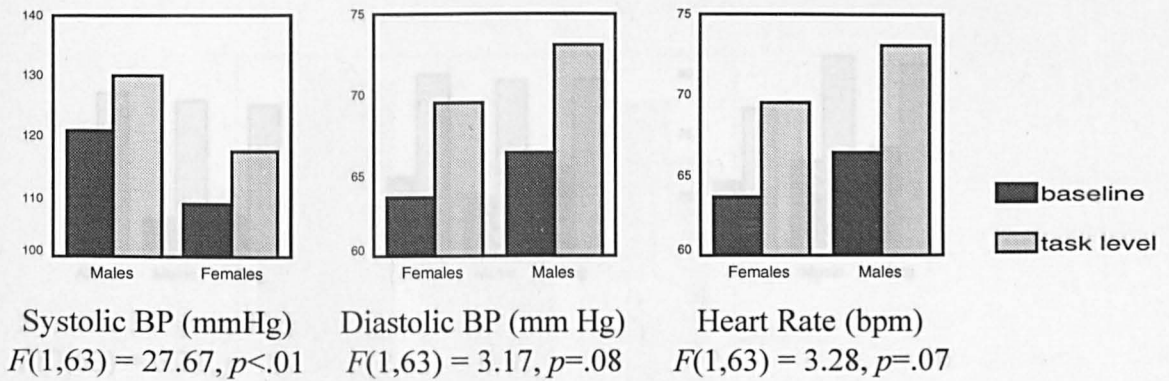 140
130
120
110
100
Males Females
75
70
65
60
Females Males
75
70
65
60
Females Males
baseline
task level
Systolic BP (mmHg)
F(1,63) = 27.67, p<.01
Diastolic BP (mm Hg)
F(1,63) = 3.17, p=.08
Heart Rate (bpm)
F(1,63) = 3.28, p=.07